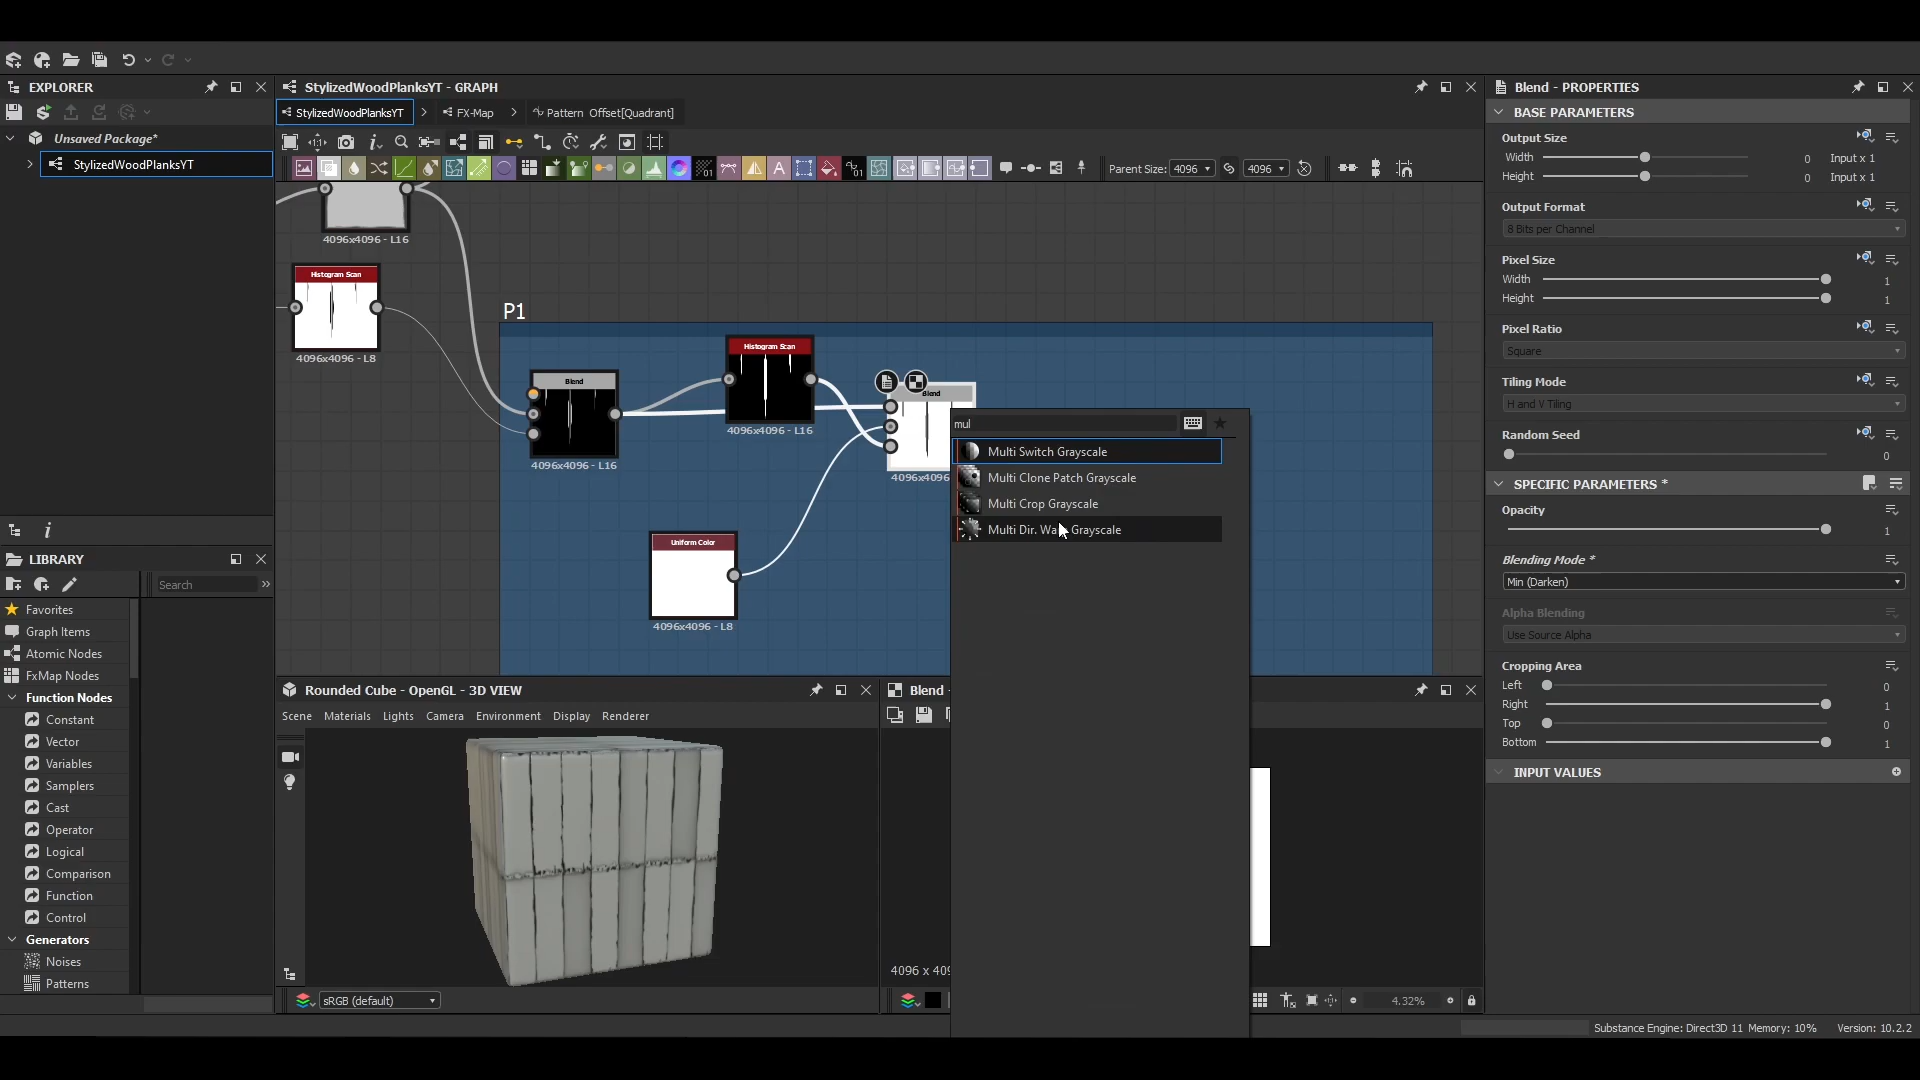 EXPLORER
Unsaved Package*
StylizedWoodPlanksYT
StylizedWoodPlanksYT - GRAPH
StylizedWoodPlanksYT
FX-Map
Pattern Offset[Quadrant]
Parent Size: 4096 4096
4096x4096 - L16
Histogram Scan
4096x4096 - L8
P1
Blend
4096x4096 - L16
Histogram Scan
4096x4096 - L16
Blend
4096x4096
Uniform Color
4096x4096 - L8
mul
Multi Switch Grayscale
Multi Clone Patch Grayscale
Multi Crop Grayscale
Multi Dir. Grayscale
LIBRARY
Search
Favorites
Graph Items
Atomic Nodes
FxMap Nodes
Function Nodes
Constant
Vector
Variables
Samplers
Cast
Operator
Logical
Comparison
Function
Control
Generators
Noises
Patterns
Rounded Cube - OpenGL - 3D VIEW
Scene Materials Lights Camera Environment Display Renderer
sRGB (default)
Blend -
4096 x 409
4.32%
Blend - PROPERTIES
BASE PARAMETERS
Output Size
Width 0 Input x 1
Height 0 Input x 1
Output Format
8 Bits per Channel
Pixel Size
Width 1
Height 1
Pixel Ratio
Square
Tiling Mode
H and V Tiling
Random Seed
0
SPECIFIC PARAMETERS *
Opacity
1
Blending Mode *
Min (Darken)
Alpha Blending
Use Source Alpha
Cropping Area
Left 0
Right 1
Top 0
Bottom 1
INPUT VALUES
Substance Engine: Direct3D 11 Memory: 10% Version: 10.2.2